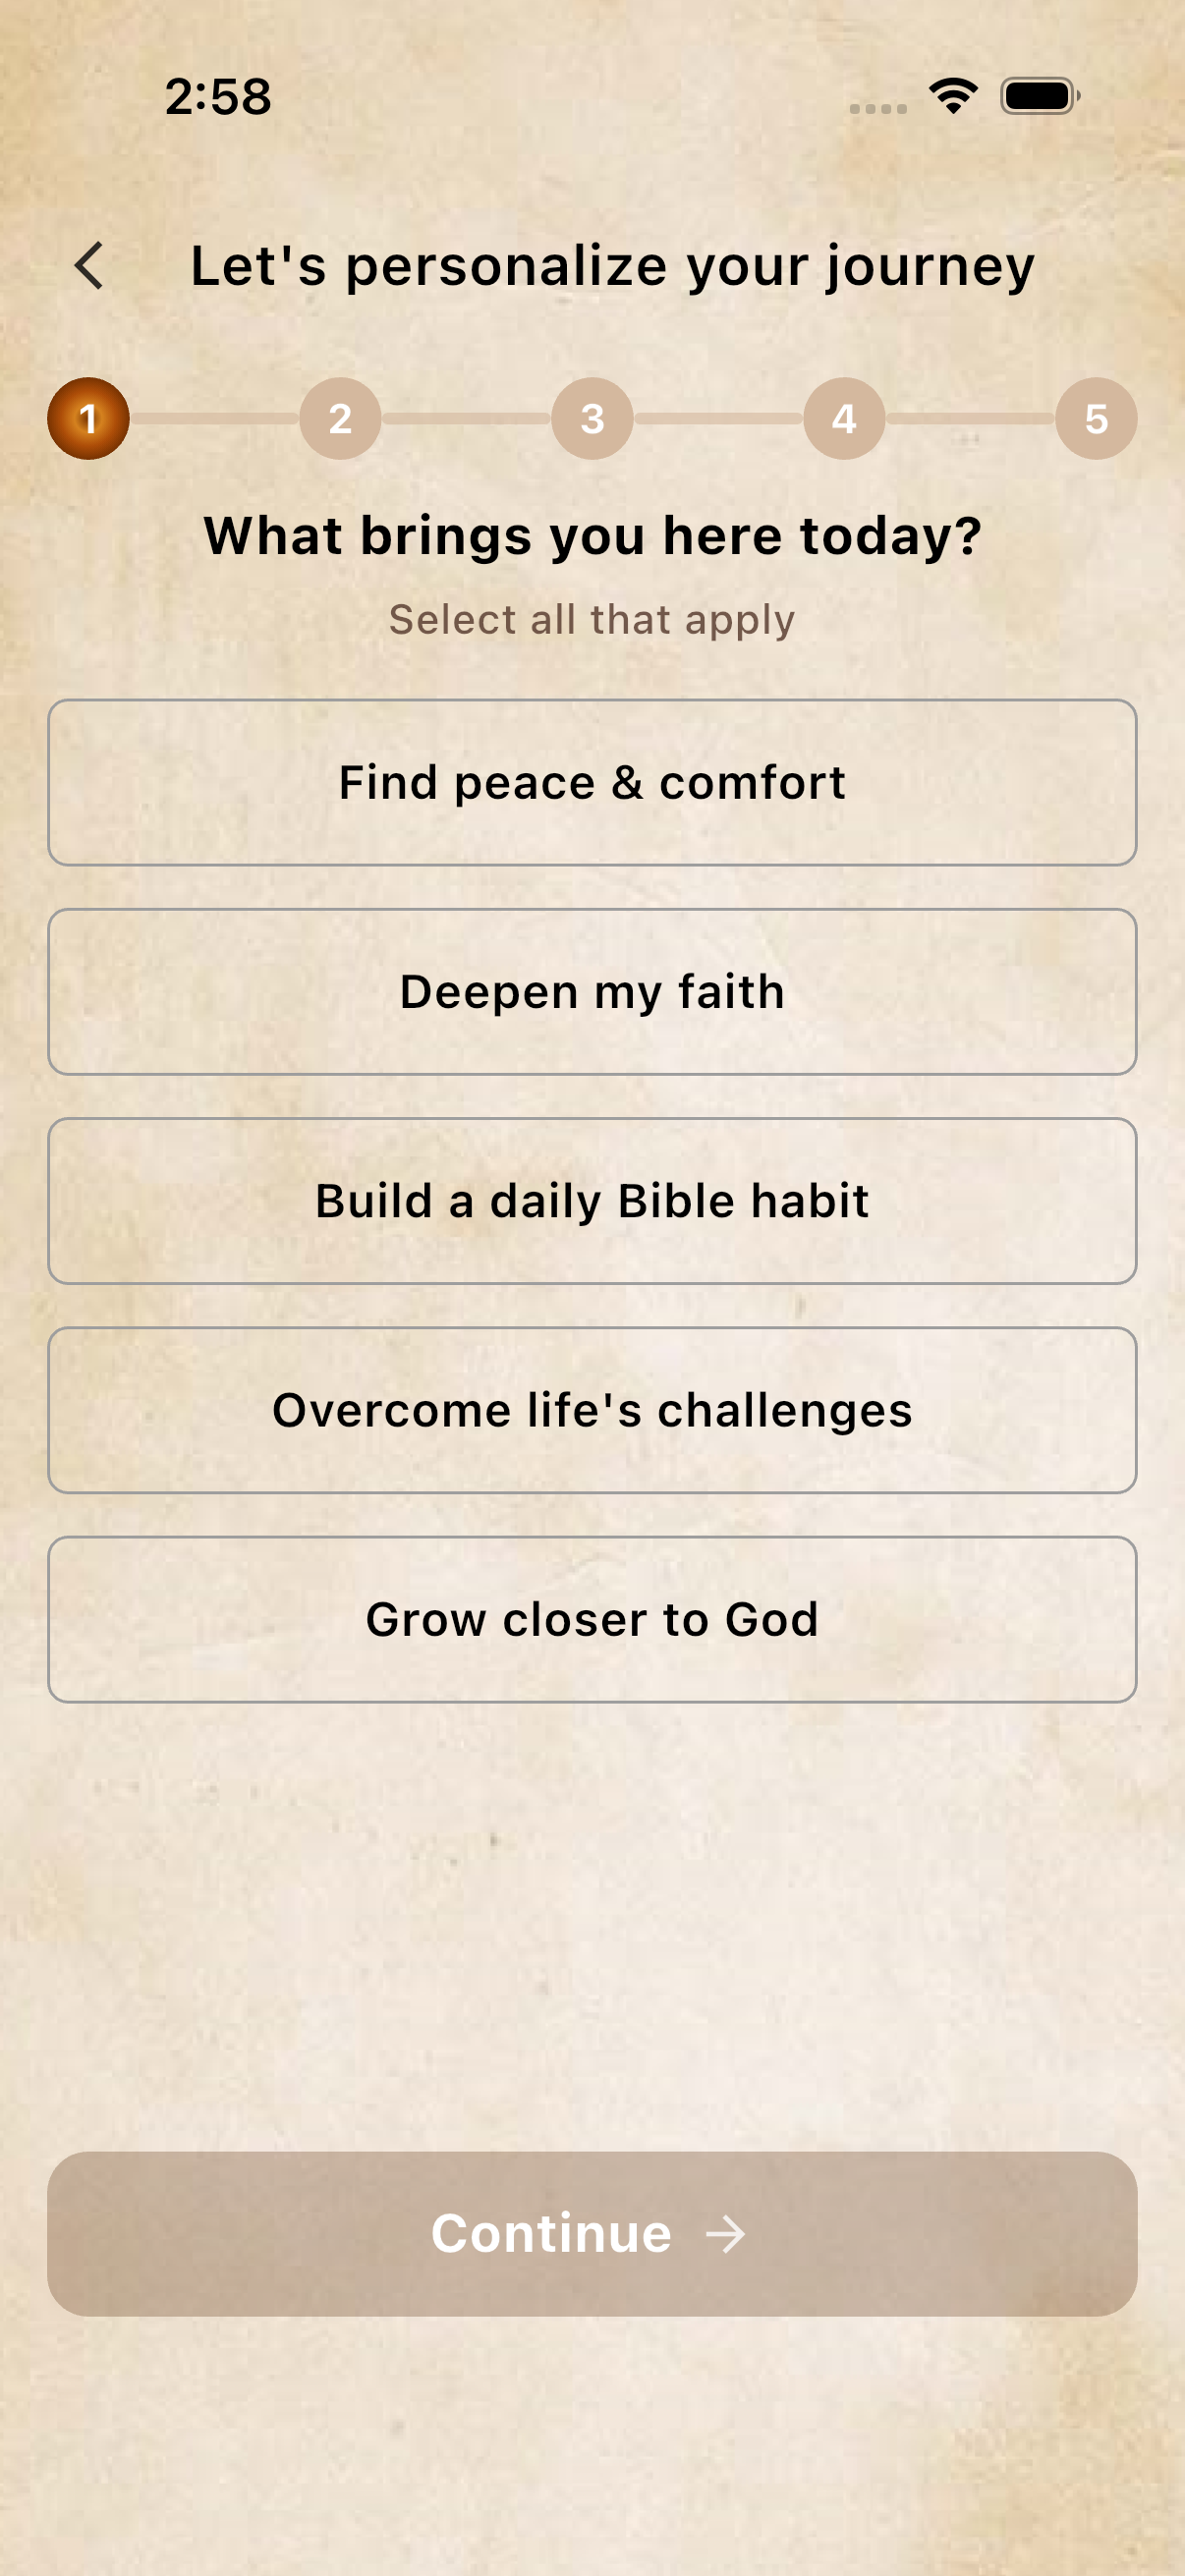 2:58
Let's personalize your journey
1 2 3 4 5
What brings you here today?
Select all that apply
Find peace & comfort
Deepen my faith
Build a daily Bible habit
Overcome life's challenges
Grow closer to God
Continue →